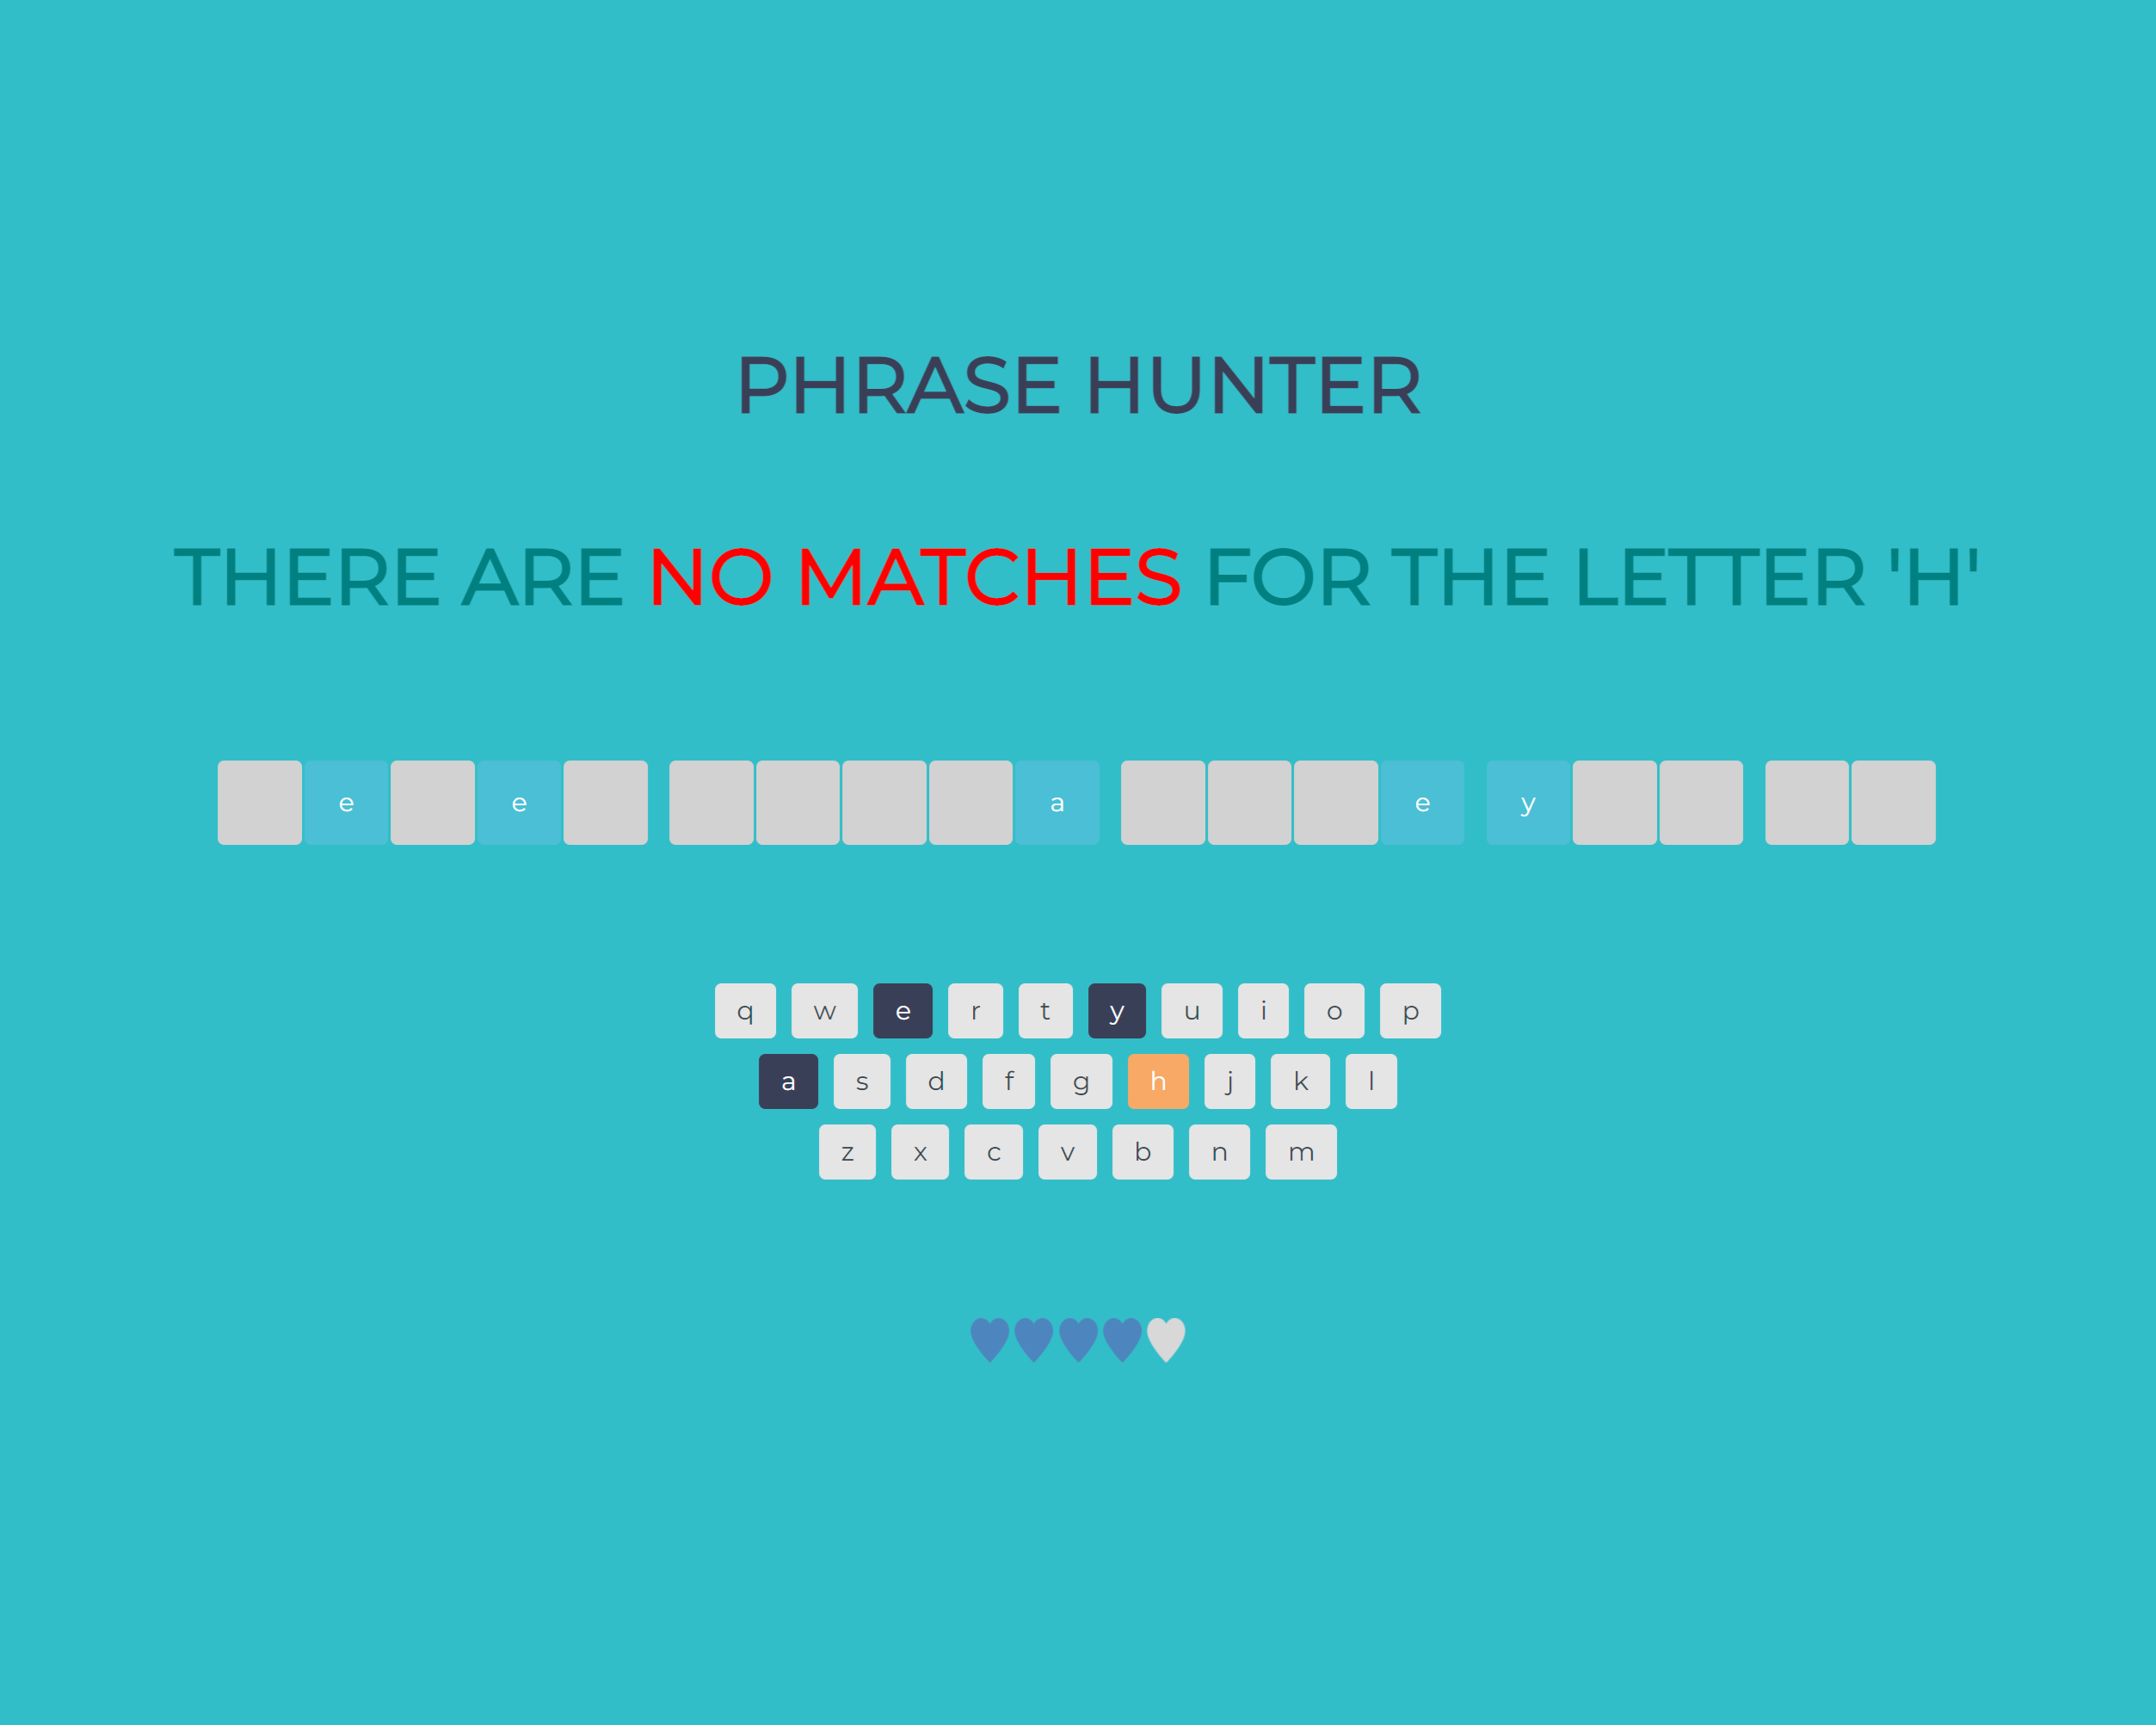 PHRASE HUNTER
THERE ARE NO MATCHES FOR THE LETTER 'H'
e e a e y
q w e r t y u i o p
a s d f g h j k l
z x c v b n m